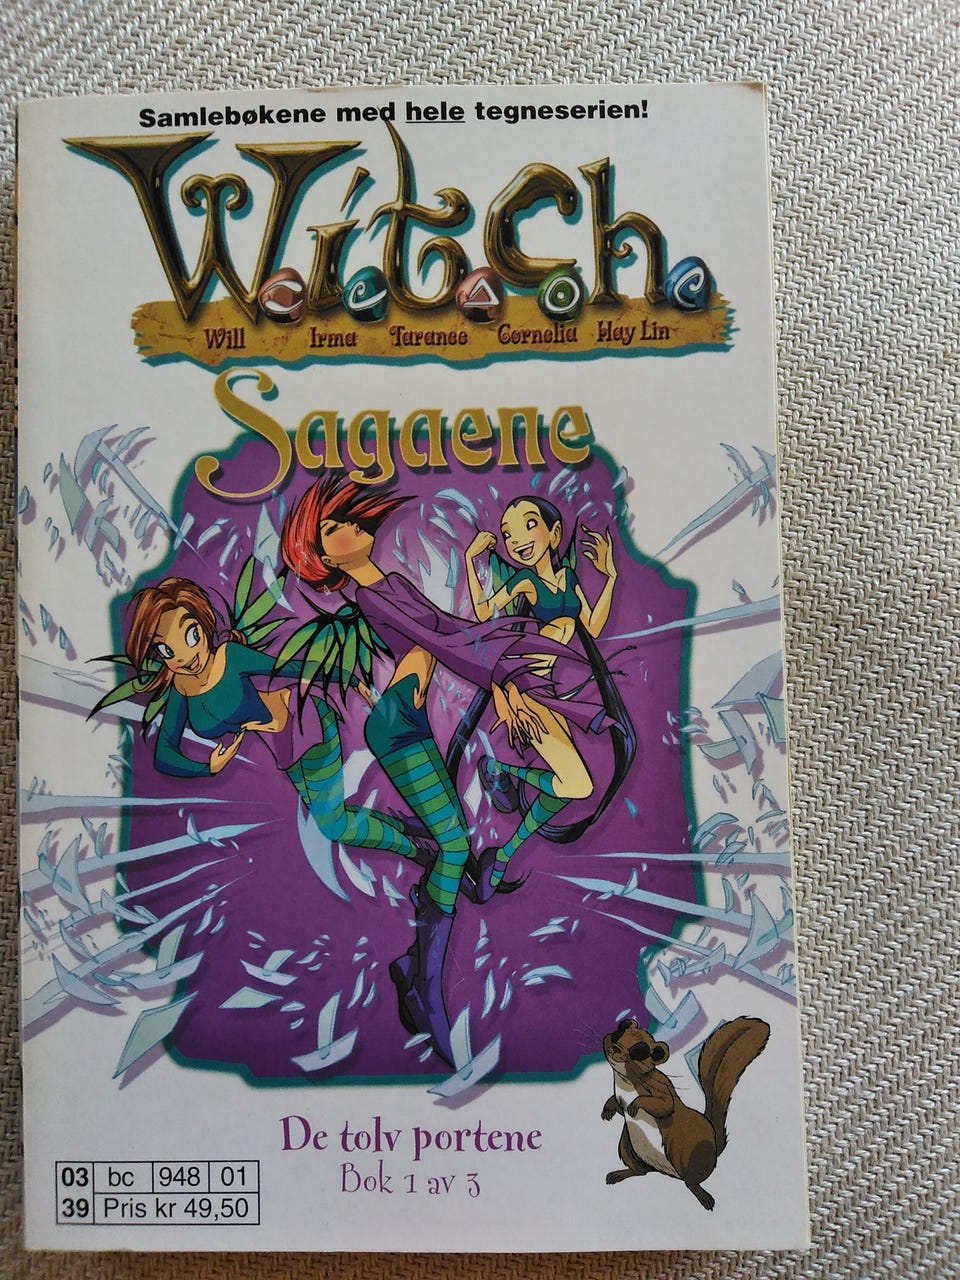 Samlebøkene med hele tegneserien!
W.i.t.c.h.
Will Irma Taranee Cornelia Hay Lin
Sagaene
De tolv portene
Bok 1 av 3
03 bc 948 01
39 Pris kr 49,50